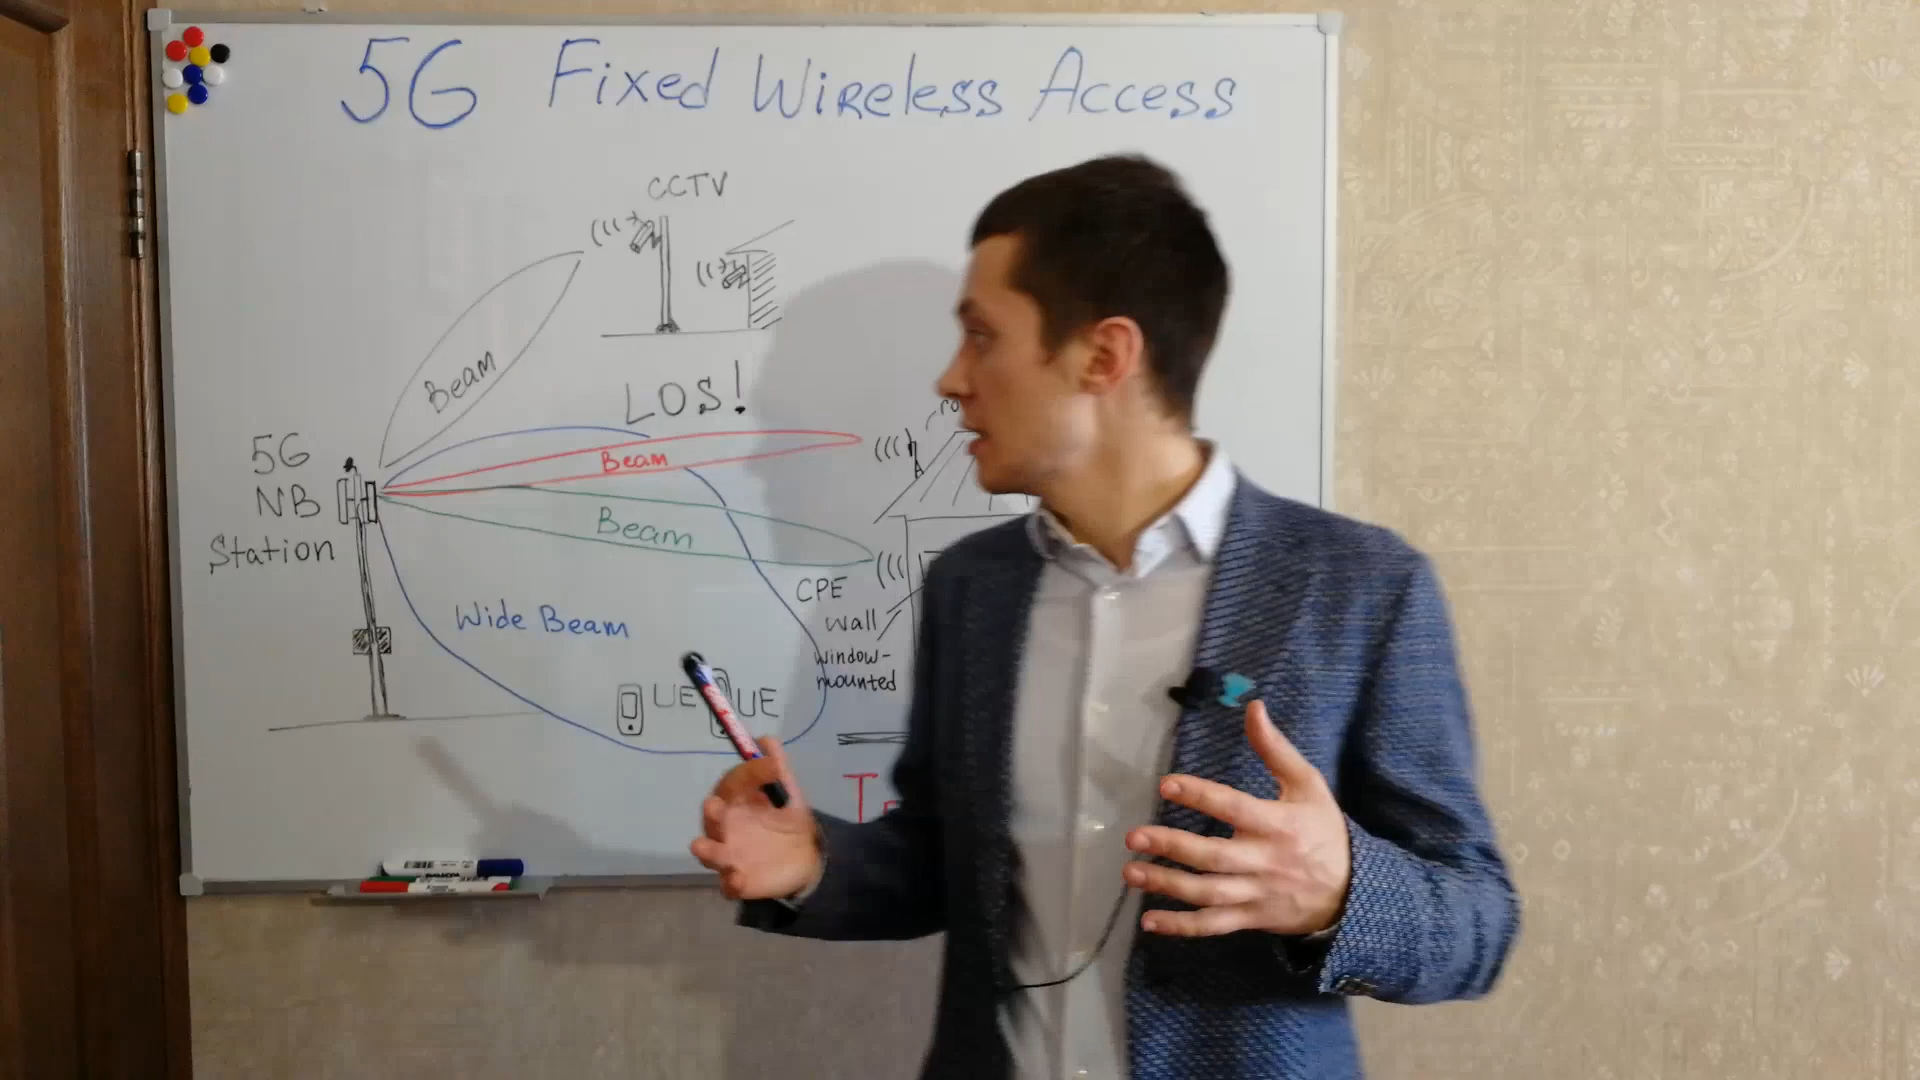 5G Fixed Wireless Access
CCTV
Beam
LOS!
5G
NB
Station
Beam
Beam
CPE
wall
window-
mounted
Wide Beam
UE
UE